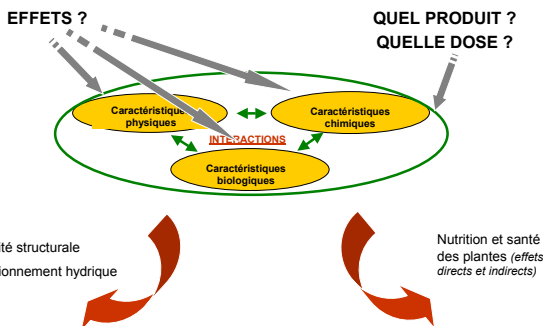 EFFETS ?
QUEL PRODUIT ?
QUELLE DOSE ?
Caractéristiques
physiques
Caractéristiques
chimiques
INTERACTIONS
Caractéristiques
biologiques
ité structurale
ionnement hydrique
Nutrition et santé
des plantes (effets
directs et indirects)